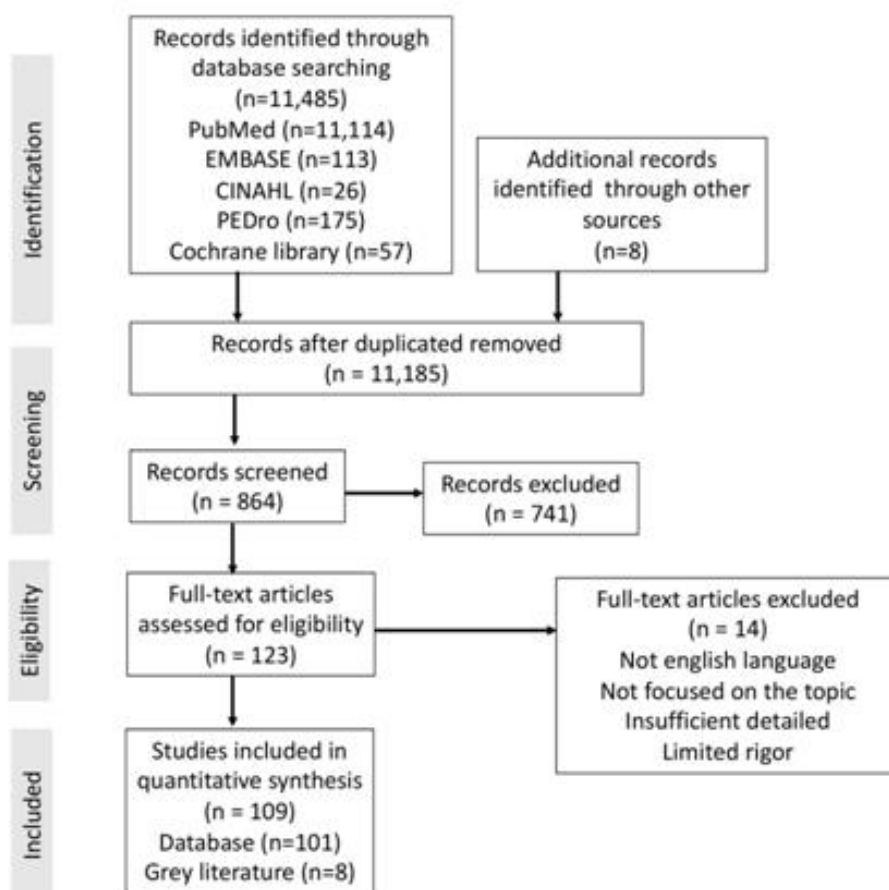 Identification
Records identified through
database searching
(n=11,485)
PubMed (n=11,114)
EMBASE (n=113)
CINAHL (n=26)
PEDro (n=175)
Cochrane library (n=57)
Additional records
identified through other
sources
(n=8)
Screening
Records after duplicated removed
(n = 11,185)
Records screened
(n = 864)
Records excluded
(n = 741)
Eligibility
Full-text articles
assessed for eligibility
(n = 123)
Full-text articles excluded
(n = 14)
Not english language
Not focused on the topic
Insufficient detailed
Limited rigor
Included
Studies included in
quantitative synthesis
(n = 109)
Database (n=101)
Grey literature (n=8)